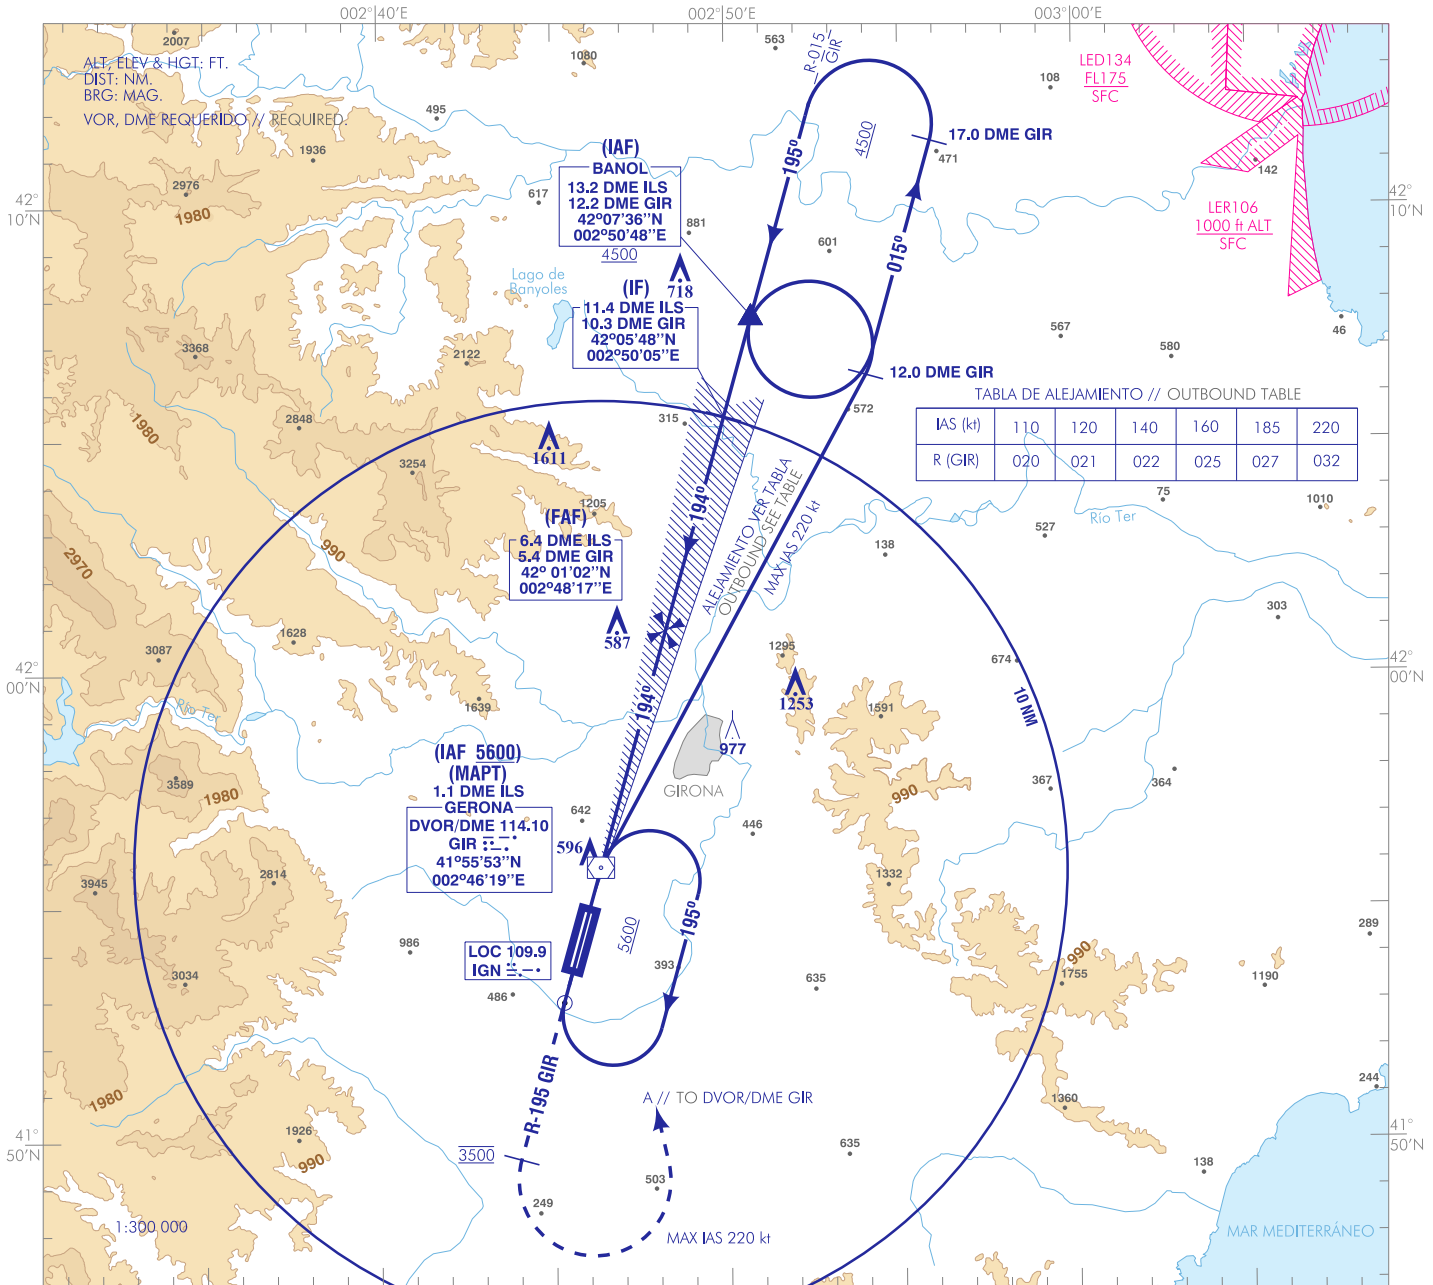 002°40'E
002°50'E
003°00'E
2007
ALT, ELEV & HGT: FT.
DIST: NM.
BRG: MAG.
VOR, DME REQUERIDO // REQUIRED.
1080
563
R-015
GIR
108
LED134
FL175
SFC
495
1936
2976
1980
617
(IAF)
BANOL
13.2 DME ILS
12.2 DME GIR
42°07'36"N
002°50'48"E
4500
881
195°
4500
17.0 DME GIR
471
142
42°
10'N
42°
10'N
LER106
1000 ft ALT
SFC
601
015°
Lago de
Banyoles
718
(IF)
11.4 DME ILS
10.3 DME GIR
42°05'48"N
002°50'05"E
567
580
46
3368
2122
12.0 DME GIR
TABLA DE ALEJAMIENTO // OUTBOUND TABLE
IAS (kt) 110 120 140 160 185 220
R (GIR) 020 021 022 025 027 032
1980
2848
3254
1611
315
572
1205
194°
ALEJAMIENTO VER TABLA
OUTBOUND SEE TABLE
MAX IAS 220 kt
75
1010
Río Ter
527
138
(FAF)
6.4 DME ILS
5.4 DME GIR
42° 01'02"N
002°48'17"E
990
2970
587
303
1628
3087
1295
674
42°
00'N
42°
00'N
1253
1639
Río Ter
194°
1591
10 NM
977
GIRONA
(IAF 5600)
(MAPT)
1.1 DME ILS
GERONA
DVOR/DME 114.10
GIR
41°55'53"N
002°46'19"E
3589
1980
642
596
446
990
367
364
3945
2814
1332
195°
5600
289
986
LOC 109.9
IGN
393
990
1755
1190
3034
486
635
R-195 GIR
244
1980
A // TO DVOR/DME GIR
1360
1926
990
3500
635
41°
50'N
41°
50'N
138
503
249
1:300 000
MAX IAS 220 kt
MAR MEDITERRÁNEO
1030